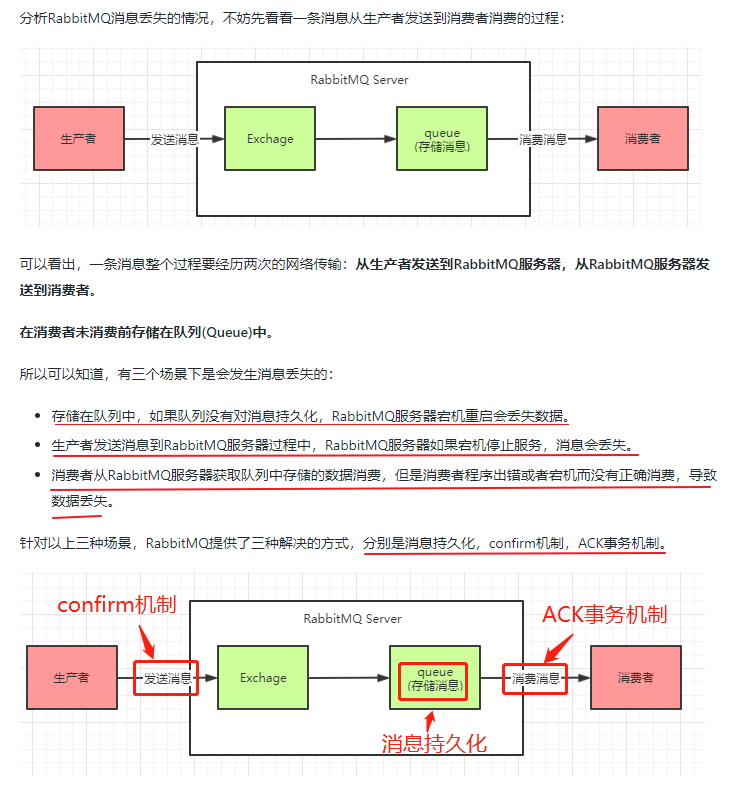 分析RabbitMQ消息丢失的情况，不妨先看看一条消息从生产者发送到消费者消费的过程：
RabbitMQ Server
生产者
发送消息
Exchage
queue
(存储消息)
消费消息
消费者
可以看出，一条消息整个过程要经历两次的网络传输：从生产者发送到RabbitMQ服务器，从RabbitMQ服务器发
送到消费者。
在消费者未消费前存储在队列(Queue)中。
所以可以知道，有三个场景下是会发生消息丢失的：
存储在队列中，如果队列没有对消息持久化，RabbitMQ服务器宕机重启会丢失数据。
生产者发送消息到RabbitMQ服务器过程中，RabbitMQ服务器如果宕机停止服务，消息会丢失。
消费者从RabbitMQ服务器获取队列中存储的数据消费，但是消费者程序出错或者宕机而没有正确消费，导致
数据丢失。
针对以上三种场景，RabbitMQ提供了三种解决的方式，分别是消息持久化，confirm机制，ACK事务机制。
confirm机制
RabbitMQ Server
ACK事务机制
生产者
发送消息
Exchage
queue
(存储消息)
消费消息
消费者
消息持久化